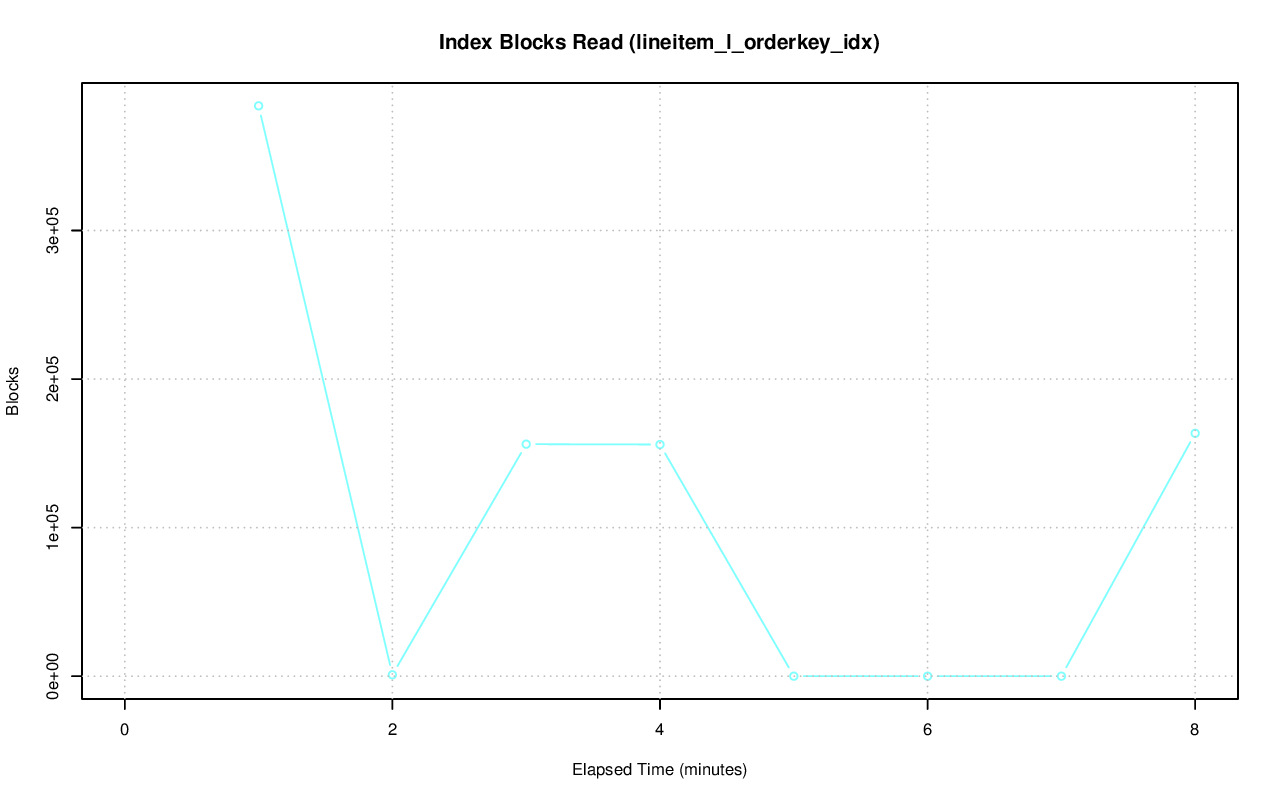 Index Blocks Read (lineitem_l_orderkey_idx)
3e+05
2e+05
1e+05
0e+00
Blocks
0 2 4 6 8
Elapsed Time (minutes)